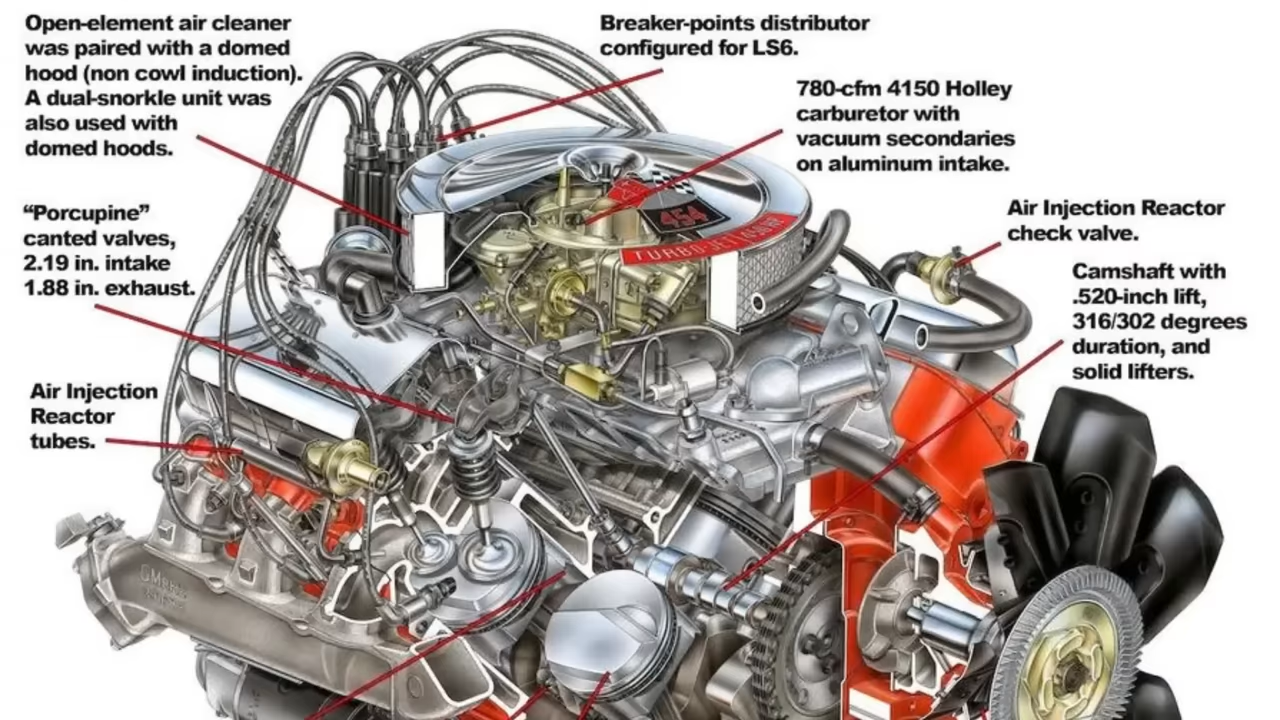 Open-element air cleaner
was paired with a domed
hood (non cowl induction).
A dual-snorkle unit was
also used with
domed hoods.
Breaker-points distributor
configured for LS6.
780-cfm 4150 Holley
carburetor with
vacuum secondaries
on aluminum intake.
“Porcupine”
canted valves,
2.19 in. intake
1.88 in. exhaust.
Air Injection Reactor
check valve.
Camshaft with
.520-inch lift,
316/302 degrees
duration, and
solid lifters.
Air Injection
Reactor
tubes.
454
TURBO-JET